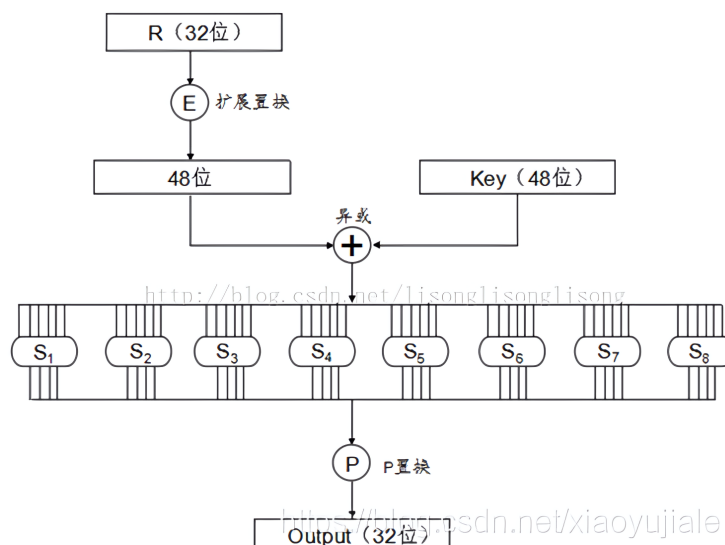 R（32位）
E
扩展置换
48位
Key（48位）
异或
+
http://blog.csdn.net/lisonglisonglisong
S1 S2 S3 S4 S5 S6 S7 S8
P
P置换
https://blog.csdn.net/xiaoyujiale
Output（32位）